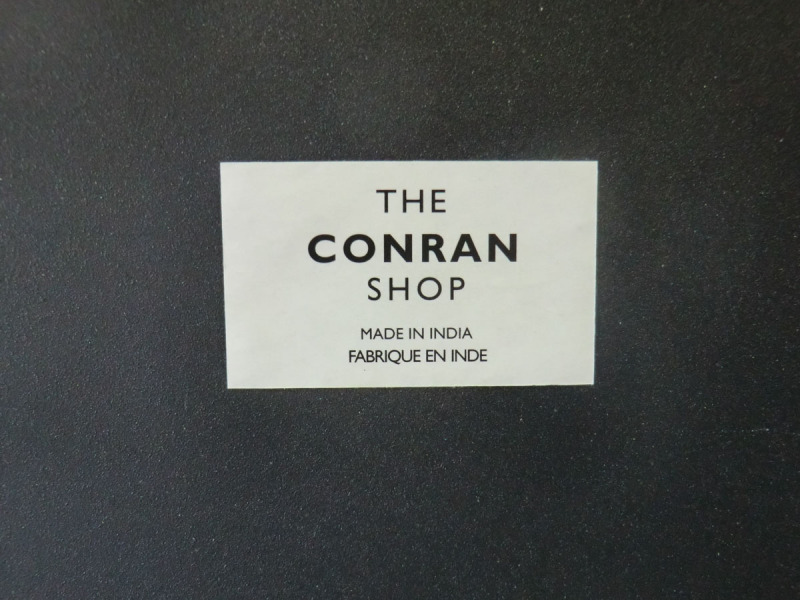 THE
CONRAN
SHOP
MADE IN INDIA
FABRIQUE EN INDE